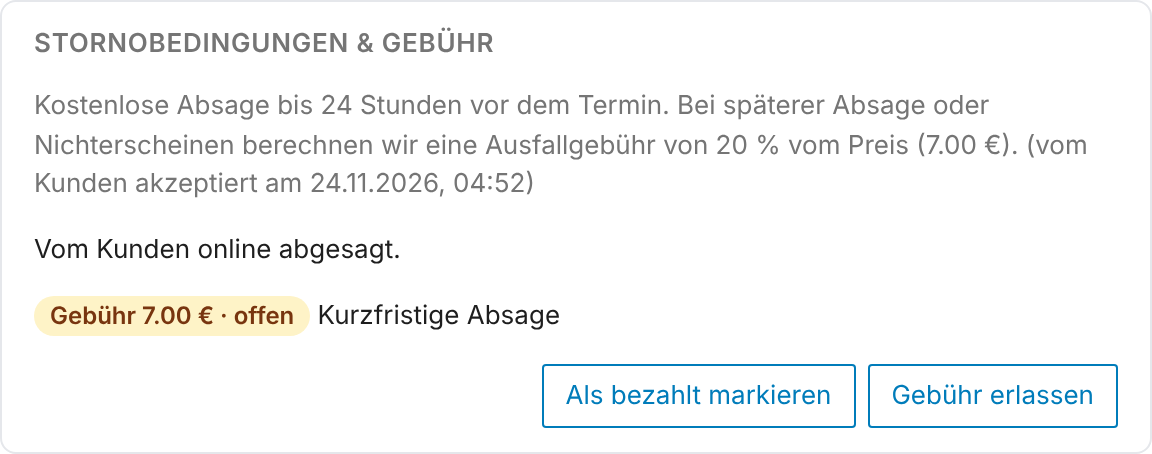 STORNOBEDINGUNGEN & GEBÜHR
Kostenlose Absage bis 24 Stunden vor dem Termin. Bei späterer Absage oder
Nichterscheinen berechnen wir eine Ausfallgebühr von 20 % vom Preis (7.00 €). (vom
Kunden akzeptiert am 24.11.2026, 04:52)
Vom Kunden online abgesagt.
Gebühr 7.00 € · offen Kurzfristige Absage
Als bezahlt markieren Gebühr erlassen